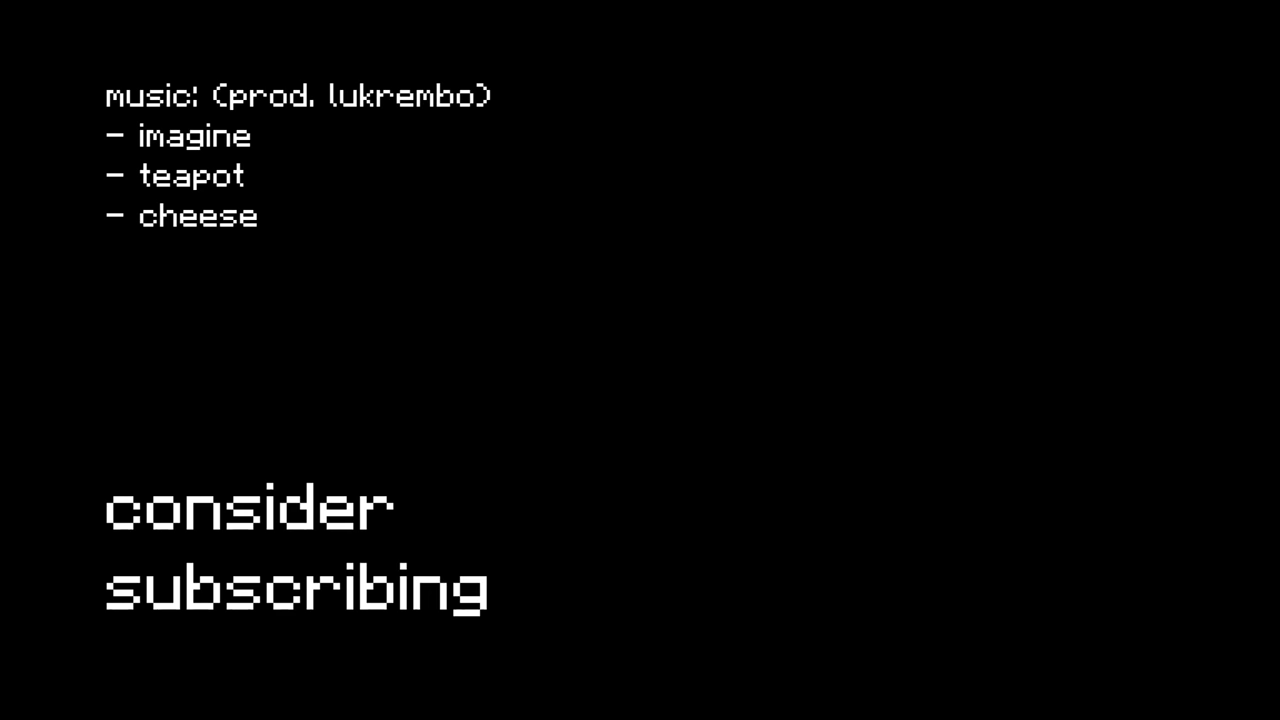 music: (prod. lukrembo)
- imagine
- teapot
- cheese
consider
subscribing